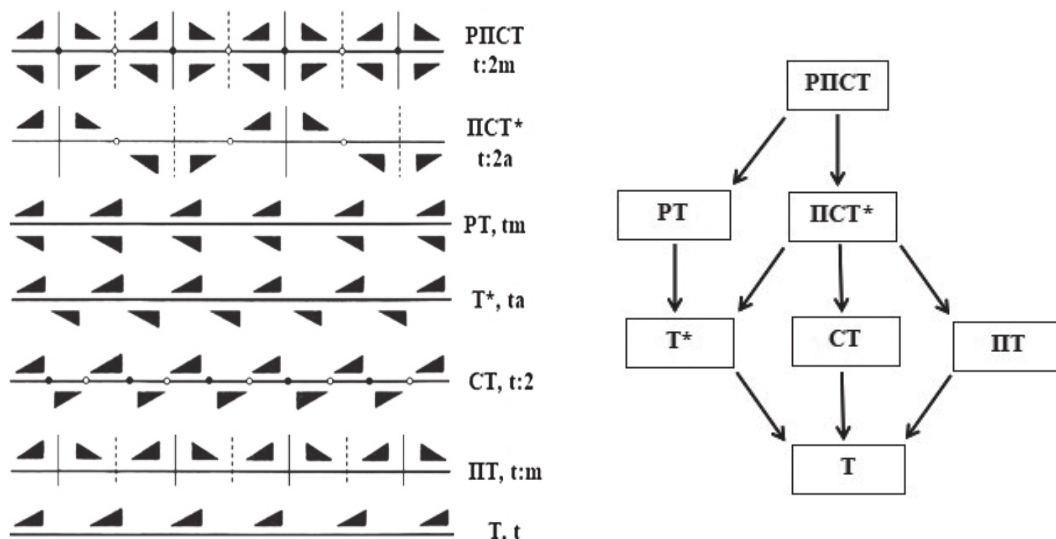 РПСТ
t:2m
ПСТ*
t:2a
РТ, tm
Т*, ta
СТ, t:2
ПТ, t:m
Т, t
РПСТ
РТ
ПСТ*
Т*
СТ
ПТ
Т